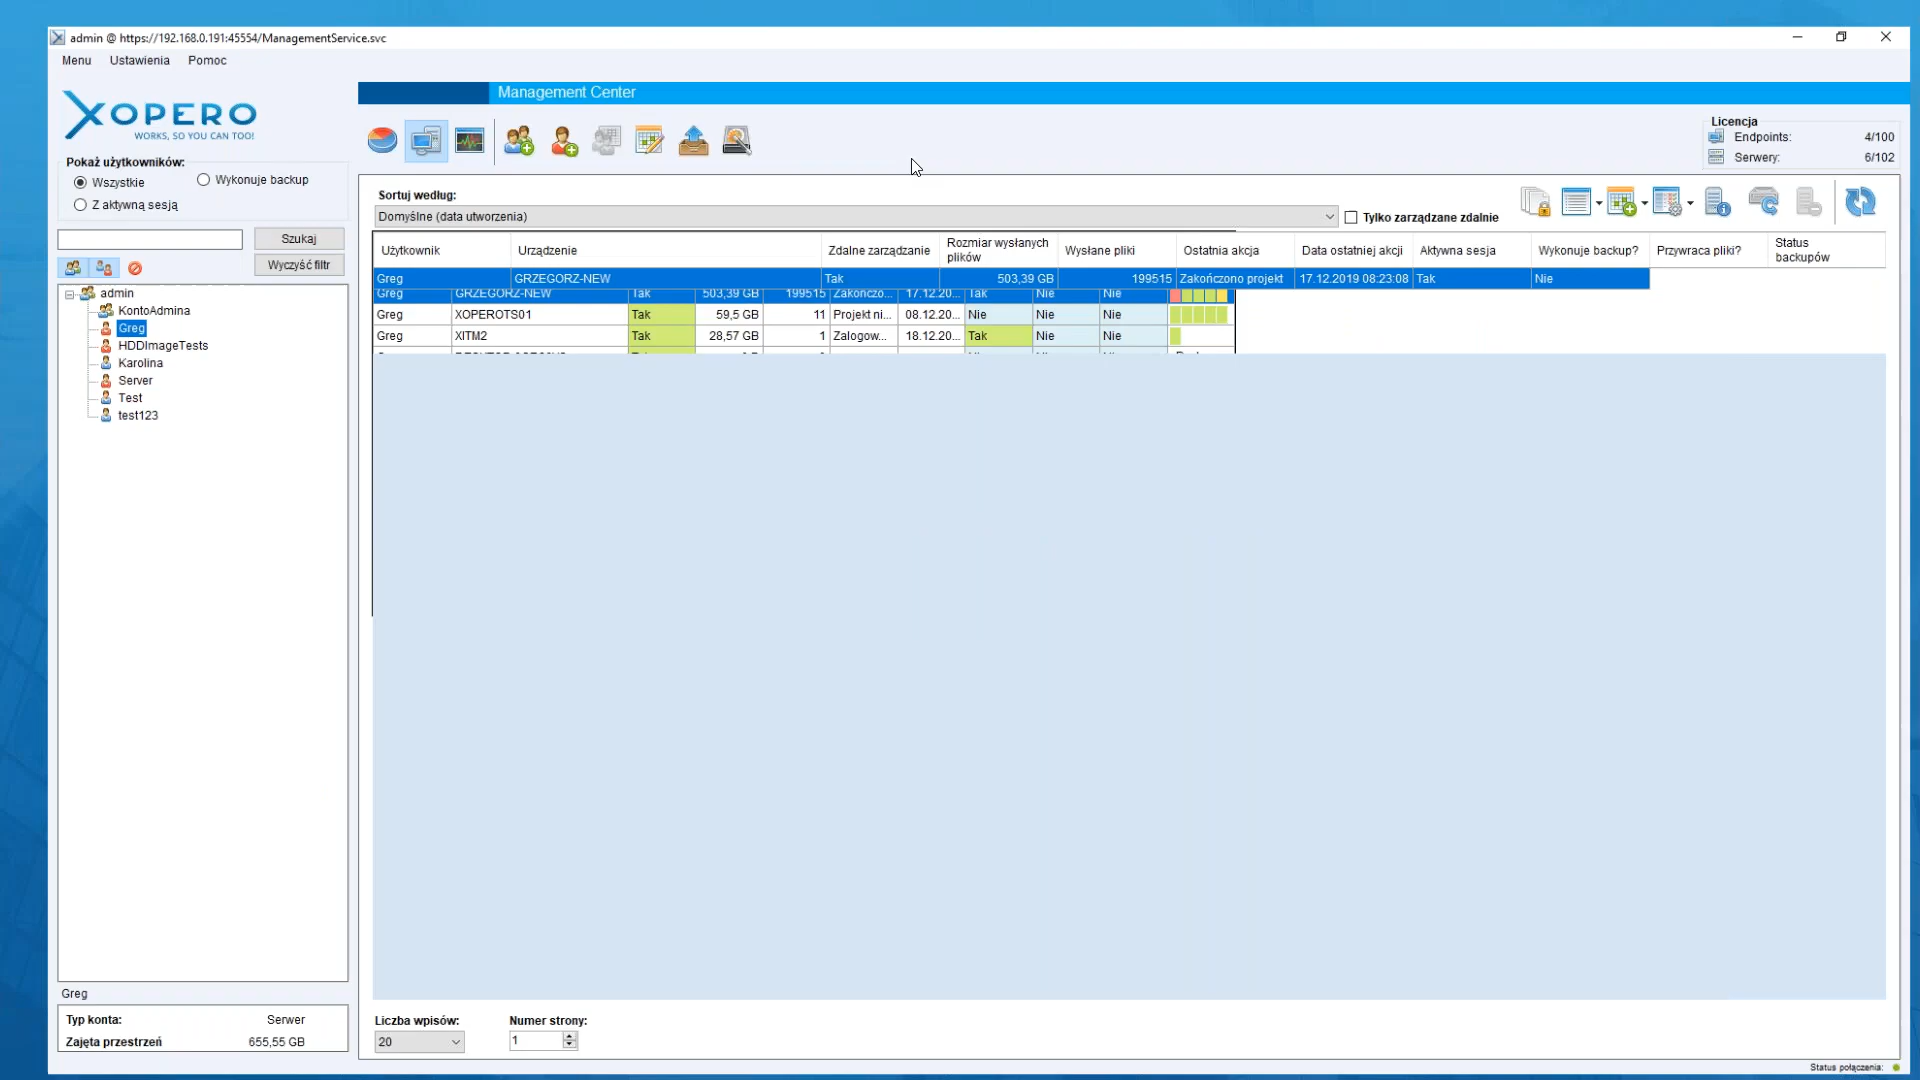 admin @ https://192.168.0.191:45554/ManagementService.svc
Menu Ustawienia Pomoc
XOPERO
WORKS, SO YOU CAN TOO!
Management Center
Licencja
Endpoints: 4/100
Serwery: 6/102
Pokaż użytkowników:
Wszystkie Wykonuje backup
Z aktywną sesją
Szukaj
Wyczyść filtr
admin
KontoAdmina
Greg
HDDImageTests
Karolina
Server
Test
test123
Greg
Typ konta: Serwer
Zajęta przestrzeń 655,55 GB
Sortuj według:
Domyślne (data utworzenia)
Tylko zarządzane zdalnie
Użytkownik Urządzenie Zdalne zarządzanie Rozmiar wysłanych plików Wysłane pliki Ostatnia akcja Data ostatniej akcji Aktywna sesja Wykonuje backup? Przywraca pliki? Status backupów
Greg GRZEGORZ-NEW Tak 503,39 GB 199515 Zakończono projekt 17.12.2019 08:23:08 Tak Nie
Greg GRZEGORZ-NEW Tak 503,39 GB 199515 Zakończo... 17.12.20... Tak Nie Nie
Greg XOPEROTS01 Tak 59,5 GB 11 Projekt ni... 08.12.20... Nie Nie Nie
Greg XITM2 Tak 28,57 GB 1 Zalogow... 18.12.20... Tak Nie Nie
Liczba wpisów: Numer strony:
20 1
Status połączenia: